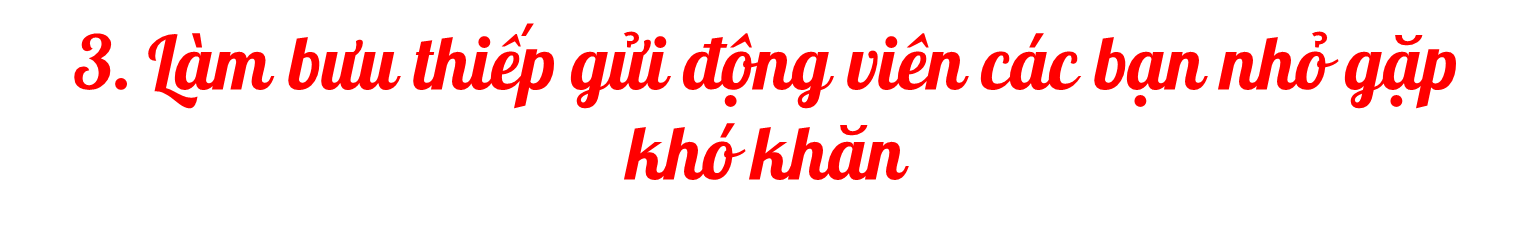 3. Làm bưu thiếp gửi động viên các bạn nhỏ gặp
khó khăn